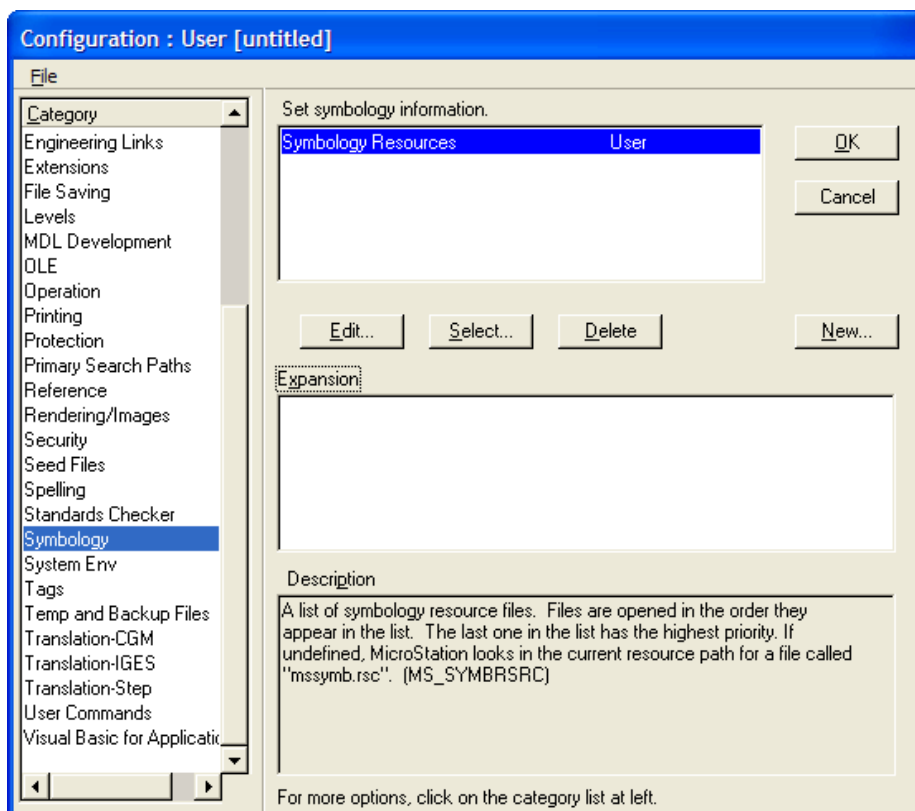 Configuration : User [untitled]
File
Category
Engineering Links
Extensions
File Saving
Levels
MDL Development
OLE
Operation
Printing
Protection
Primary Search Paths
Reference
Rendering/Images
Security
Seed Files
Spelling
Standards Checker
Symbology
System Env
Tags
Temp and Backup Files
Translation-CGM
Translation-IGES
Translation-Step
User Commands
Visual Basic for Applicatic
Set symbology information.
Symbology Resources User
OK
Cancel
Edit... Select... Delete New...
Expansion
Description
A list of symbology resource files.  Files are opened in the order they
appear in the list.  The last one in the list has the highest priority. If
undefined, MicroStation looks in the current resource path for a file called
"mssymb.rsc".  (MS_SYMBRSRC)
For more options, click on the category list at left.